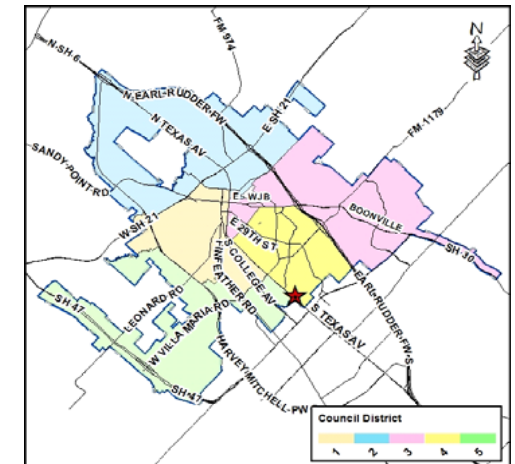 N
FM 974
N-SH-6
N-EARL-RUDDER-FW
E SH 21
N TEXAS AV
FM-1179
SANDY-POINT-RD
E WJB
BOONVILLE
W-SH 21
E 29TH ST
SH-30
S COLLEGE AV
FINFEATHER RD
EARL-RUDDER-FW-S
LEONARD RD
SH-47
W VILLA MARIA-RD
S TEXAS AV
HARVEY-MITCHELL-PW
SH-47
Council District
1 2 3 4 5